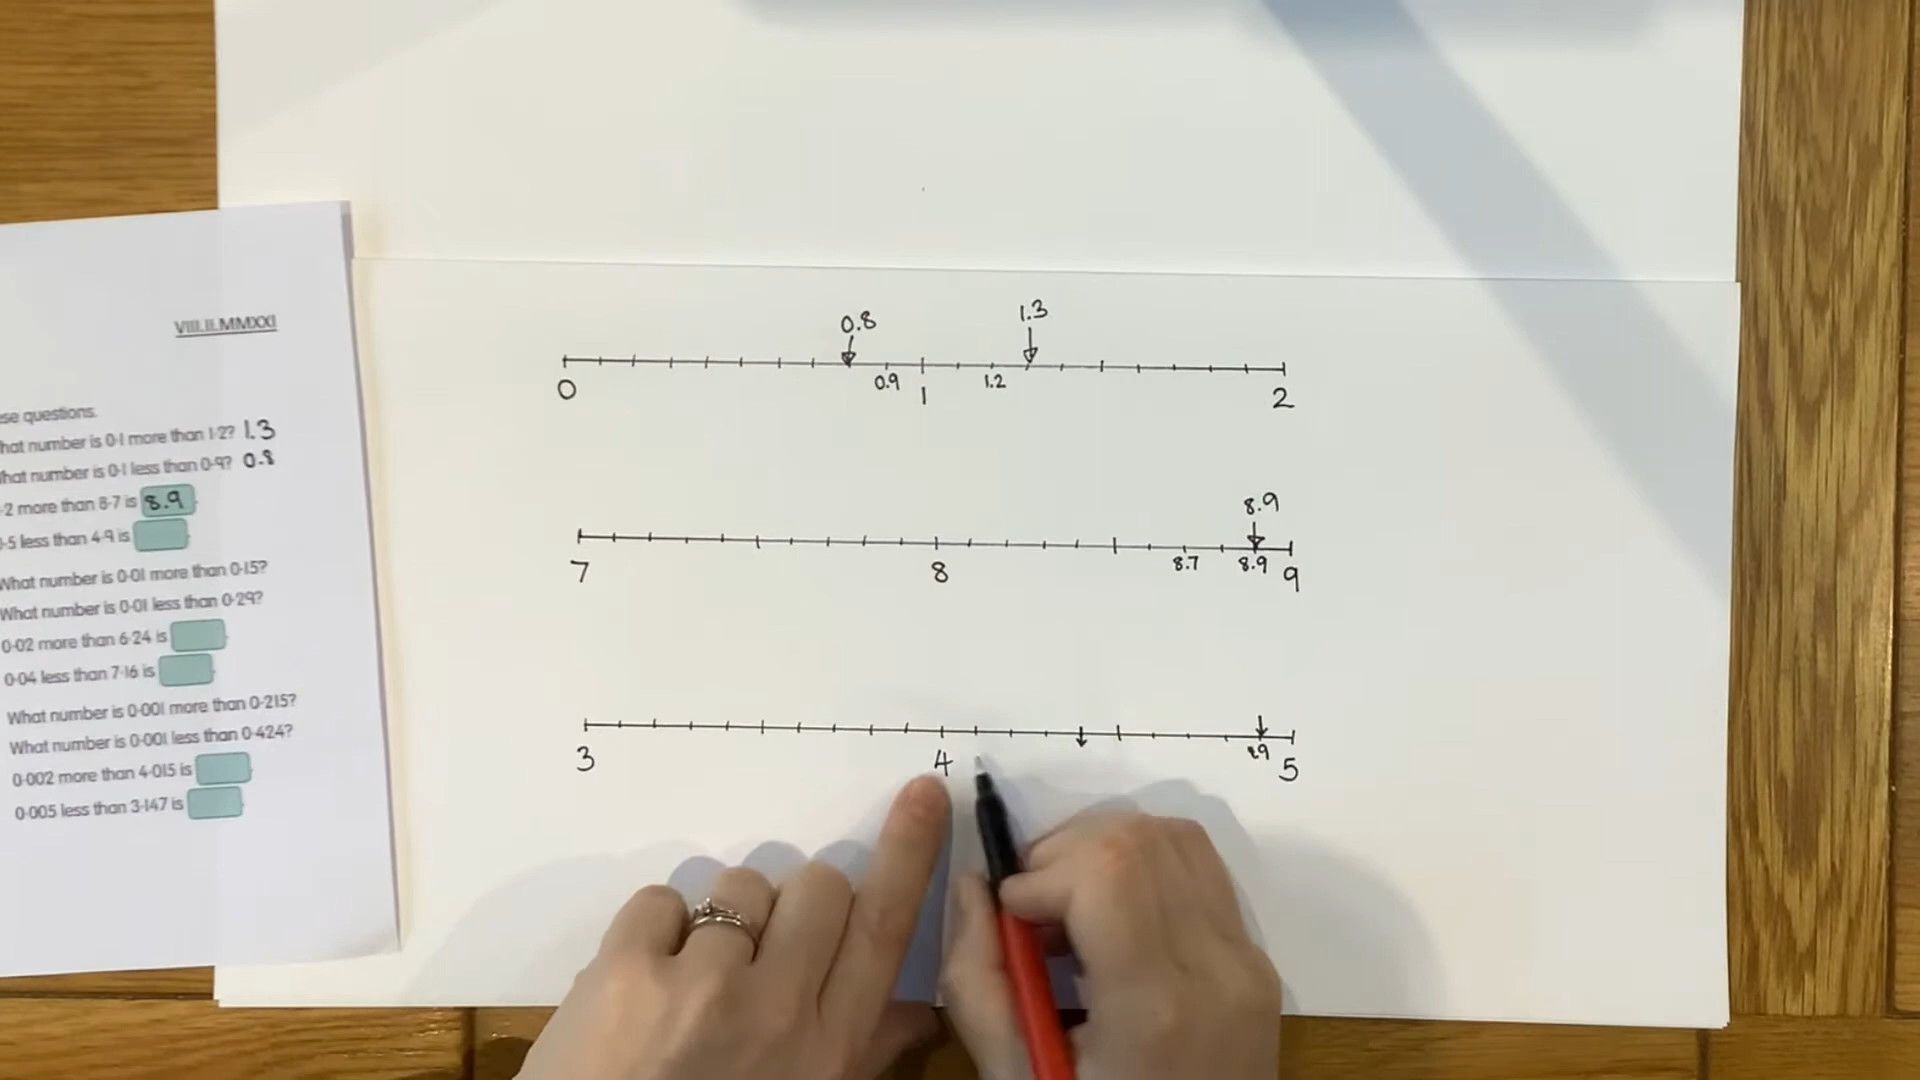 VIII.II.MMXXI
se questions.
hat number is 0·1 more than 1·2? 1.3
hat number is 0·1 less than 0·9? 0.8
·2 more than 8·7 is 8.9
·5 less than 4·9 is
What number is 0·01 more than 0·15?
What number is 0·01 less than 0·29?
0·02 more than 6·24 is
0·04 less than 7·16 is
What number is 0·001 more than 0·215?
What number is 0·001 less than 0·424?
0·002 more than 4·015 is
0·005 less than 3·147 is
0.8 1.3
0 0.9 1 1.2 2
8.9
7 8 8.7 8.9 9
3 4 5